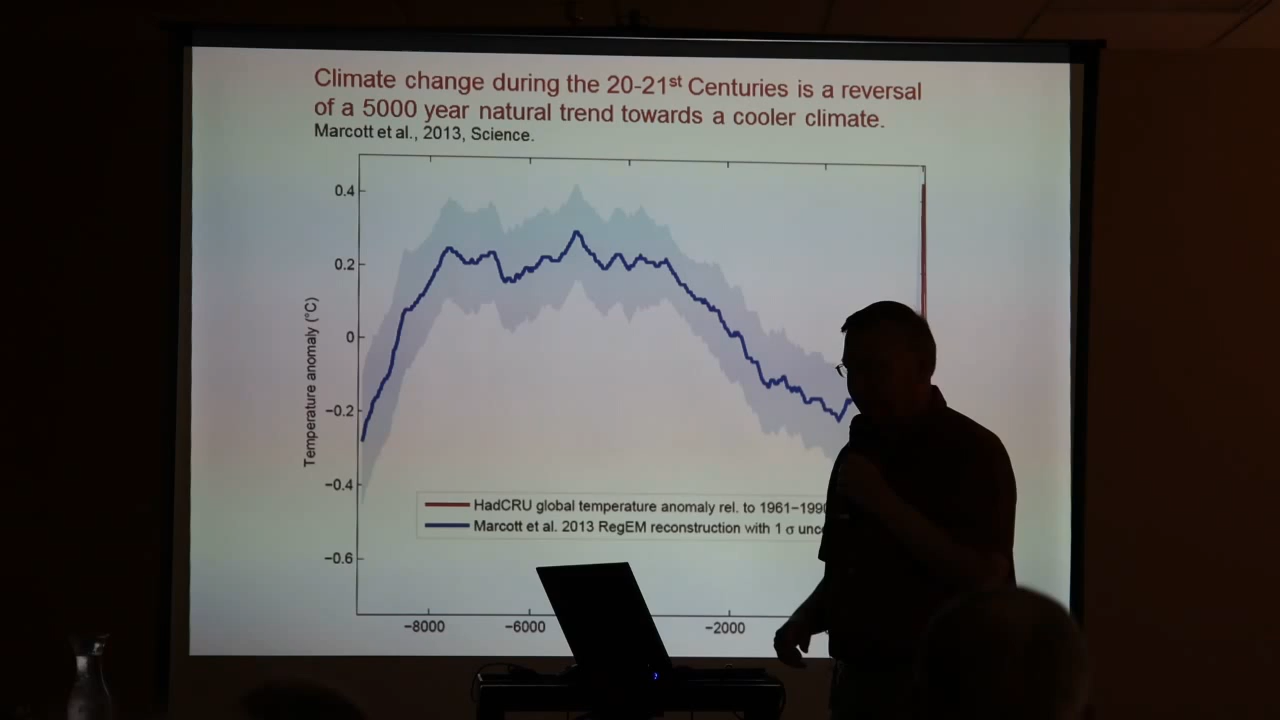 Climate change during the 20-21st Centuries is a reversal
of a 5000 year natural trend towards a cooler climate.
Marcott et al., 2013, Science.
0.4
0.2
0
−0.2
−0.4
−0.6
Temperature anomaly (°C)
HadCRU global temperature anomaly rel. to 1961−1990
Marcott et al. 2013 RegEM reconstruction with 1 σ
−8000
−6000
−2000